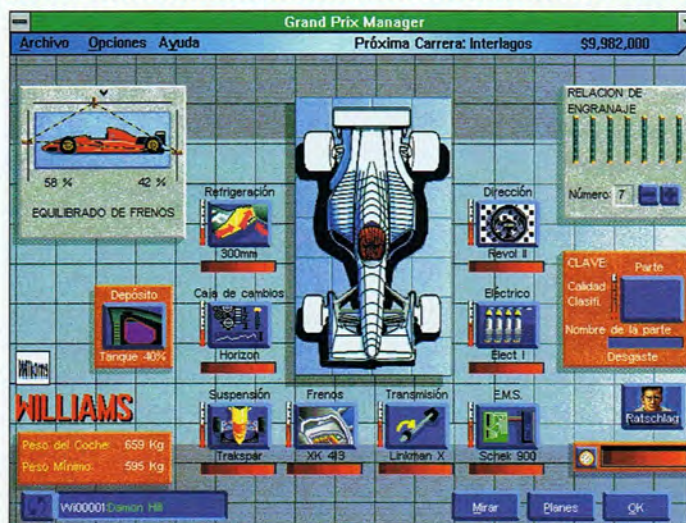 Grand Prix Manager
Archivo Opciones Ayuda Próxima Carrera: Interlagos $9,982,000
58 % 42 %
EQUILIBRADO DE FRENOS
RELACION DE
ENGRANAJE
Número: 7
Refrigeración
300mm
Dirección
Revol II
Depósito
Tanque -40%
Caja de cambios
Horizon
Eléctrico
Elect I
CLAVE: Parte
Calidad
Clasifi.
Nombre de la parte
Desgaste
Williams
WILLIAMS
Peso del Coche: 659 Kg
Peso Mínimo: 595 Kg
Suspensión
Trakspar
Frenos
XK 4I3
Transmisión
Linkman X
E.M.S.
Schek 900
Ratschlag
Wi00001:Damon Hill
Mirar Planes OK